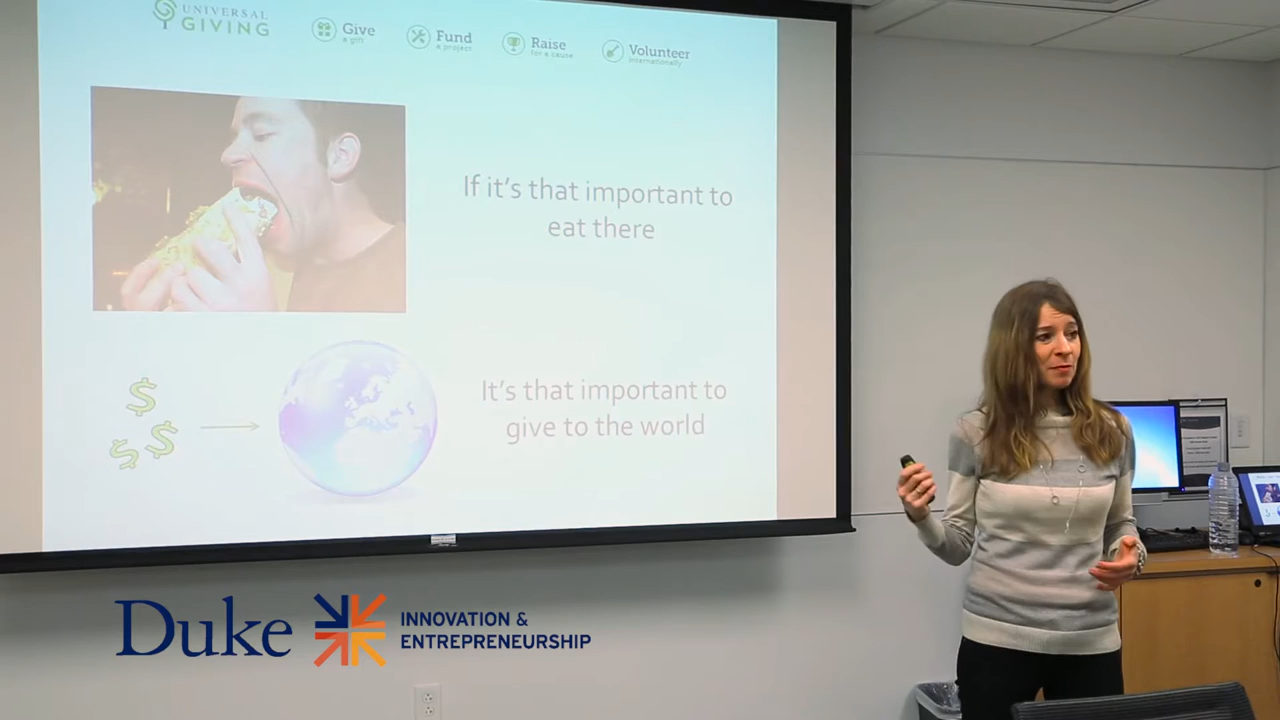 UNIVERSAL
GIVING
Give
a gift
Fund
a project
Raise
for a cause
Volunteer
internationally
If it's that important to
eat there
It's that important to
give to the world
Duke
INNOVATION &
ENTREPRENEURSHIP